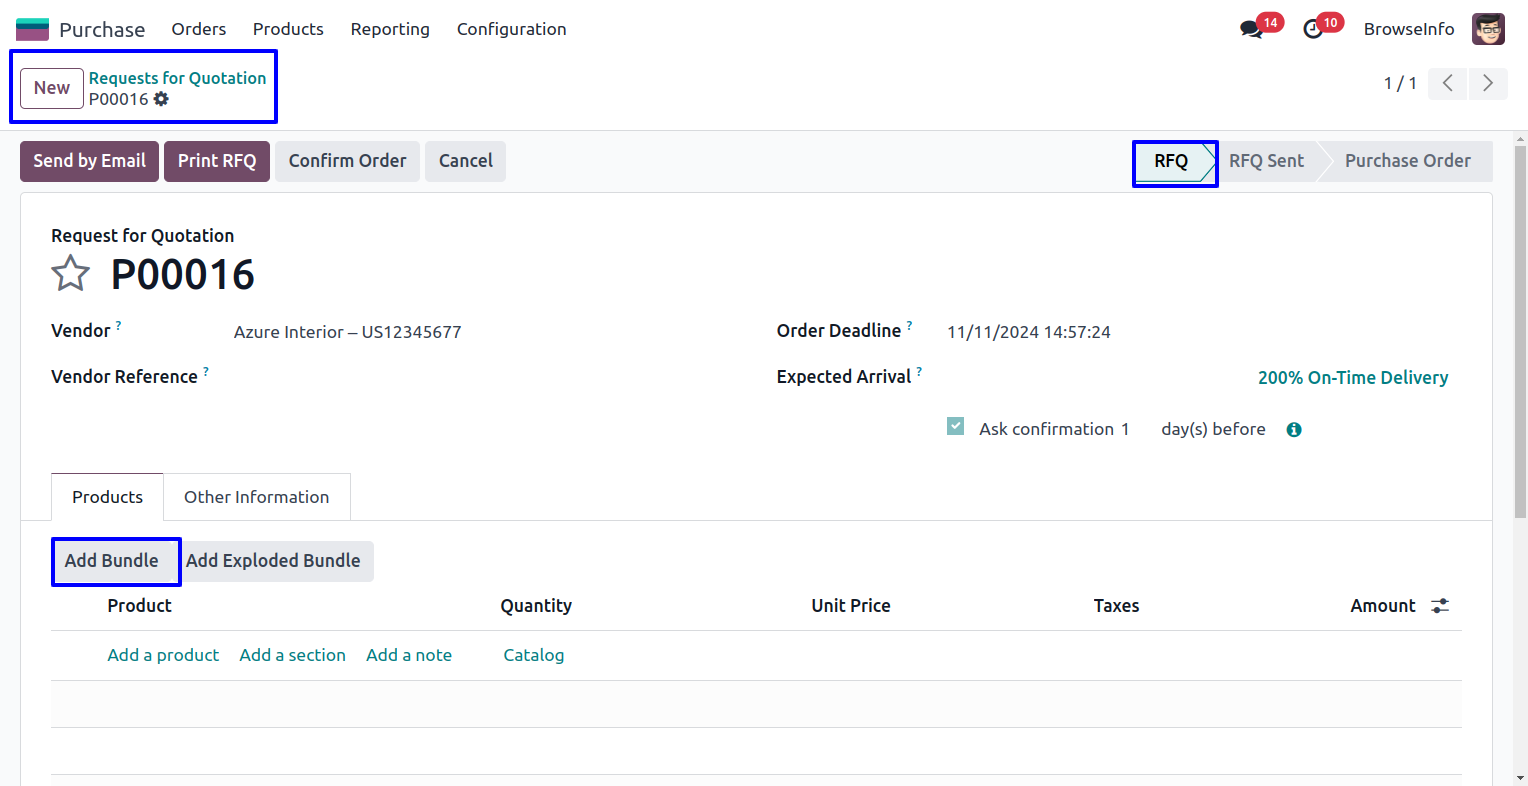 Purchase Orders Products Reporting Configuration 14 10 BrowseInfo
New Requests for Quotation
P00016
1 / 1
Send by Email Print RFQ Confirm Order Cancel RFQ RFQ Sent Purchase Order
Request for Quotation
P00016
Vendor ? Azure Interior – US12345677 Order Deadline ? 11/11/2024 14:57:24
Vendor Reference ? Expected Arrival ? 200% On-Time Delivery
Ask confirmation 1 day(s) before
Products Other Information
Add Bundle Add Exploded Bundle
Product Quantity Unit Price Taxes Amount
Add a product Add a section Add a note Catalog